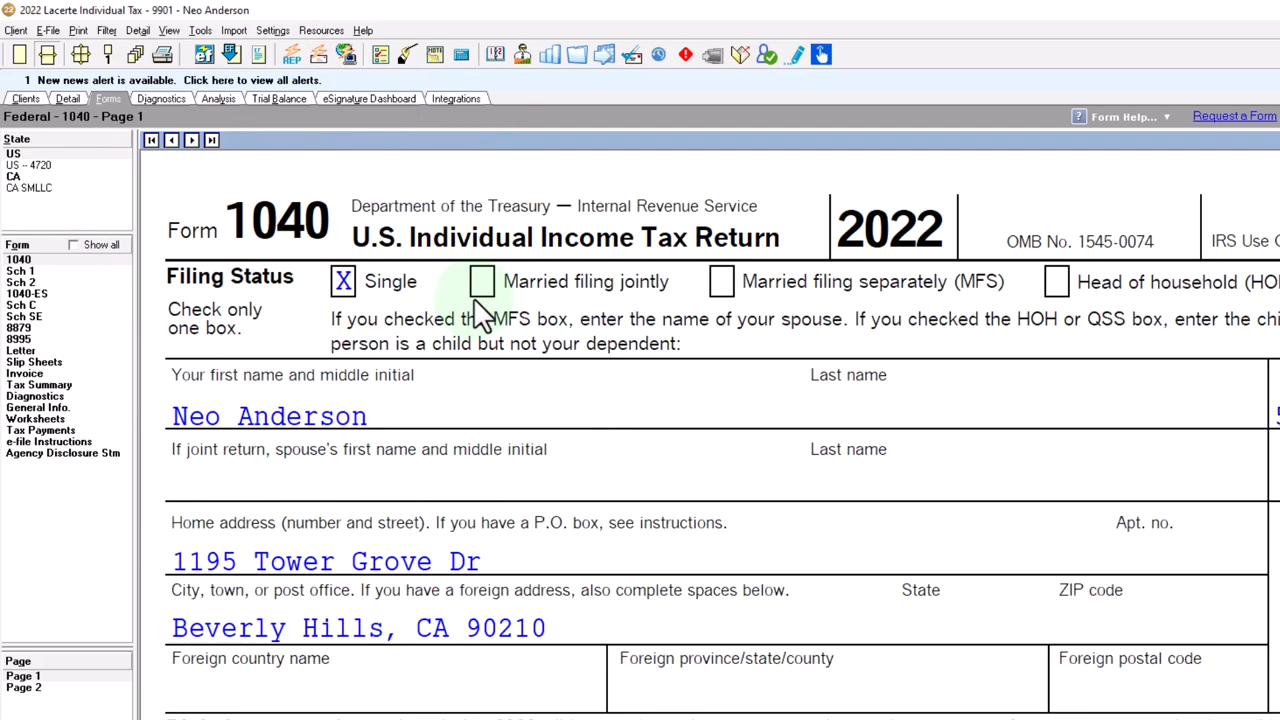 22 2022 Lacerte Individual Tax - 9901 - Neo Anderson
Client E-File Print Filter Detail View Tools Import Settings Resources Help
1 New news alert is available. Click here to view all alerts.
Clients Detail Forms Diagnostics Analysis Trial Balance eSignature Dashboard Integrations
Federal - 1040 - Page 1
? Form Help... Request a Form
State
US
US -- 4720
CA
CA SMLLC
Form Show all
1040
Sch 1
Sch 2
1040-ES
Sch C
Sch SE
8879
8995
Letter
Slip Sheets
Invoice
Tax Summary
Diagnostics
General Info.
Worksheets
Tax Payments
e-file Instructions
Agency Disclosure Stm
Page
Page 1
Page 2
Form 1040
Department of the Treasury — Internal Revenue Service
U.S. Individual Income Tax Return
2022
OMB No. 1545-0074
IRS Use
Filing Status
Check only
one box.
X Single Married filing jointly Married filing separately (MFS) Head of household (HO
If you checked the MFS box, enter the name of your spouse. If you checked the HOH or QSS box, enter the chi
person is a child but not your dependent:
Your first name and middle initial Last name
Neo Anderson
If joint return, spouse's first name and middle initial Last name
Home address (number and street). If you have a P.O. box, see instructions. Apt. no.
1195 Tower Grove Dr
City, town, or post office. If you have a foreign address, also complete spaces below. State ZIP code
Beverly Hills, CA 90210
Foreign country name Foreign province/state/county Foreign postal code